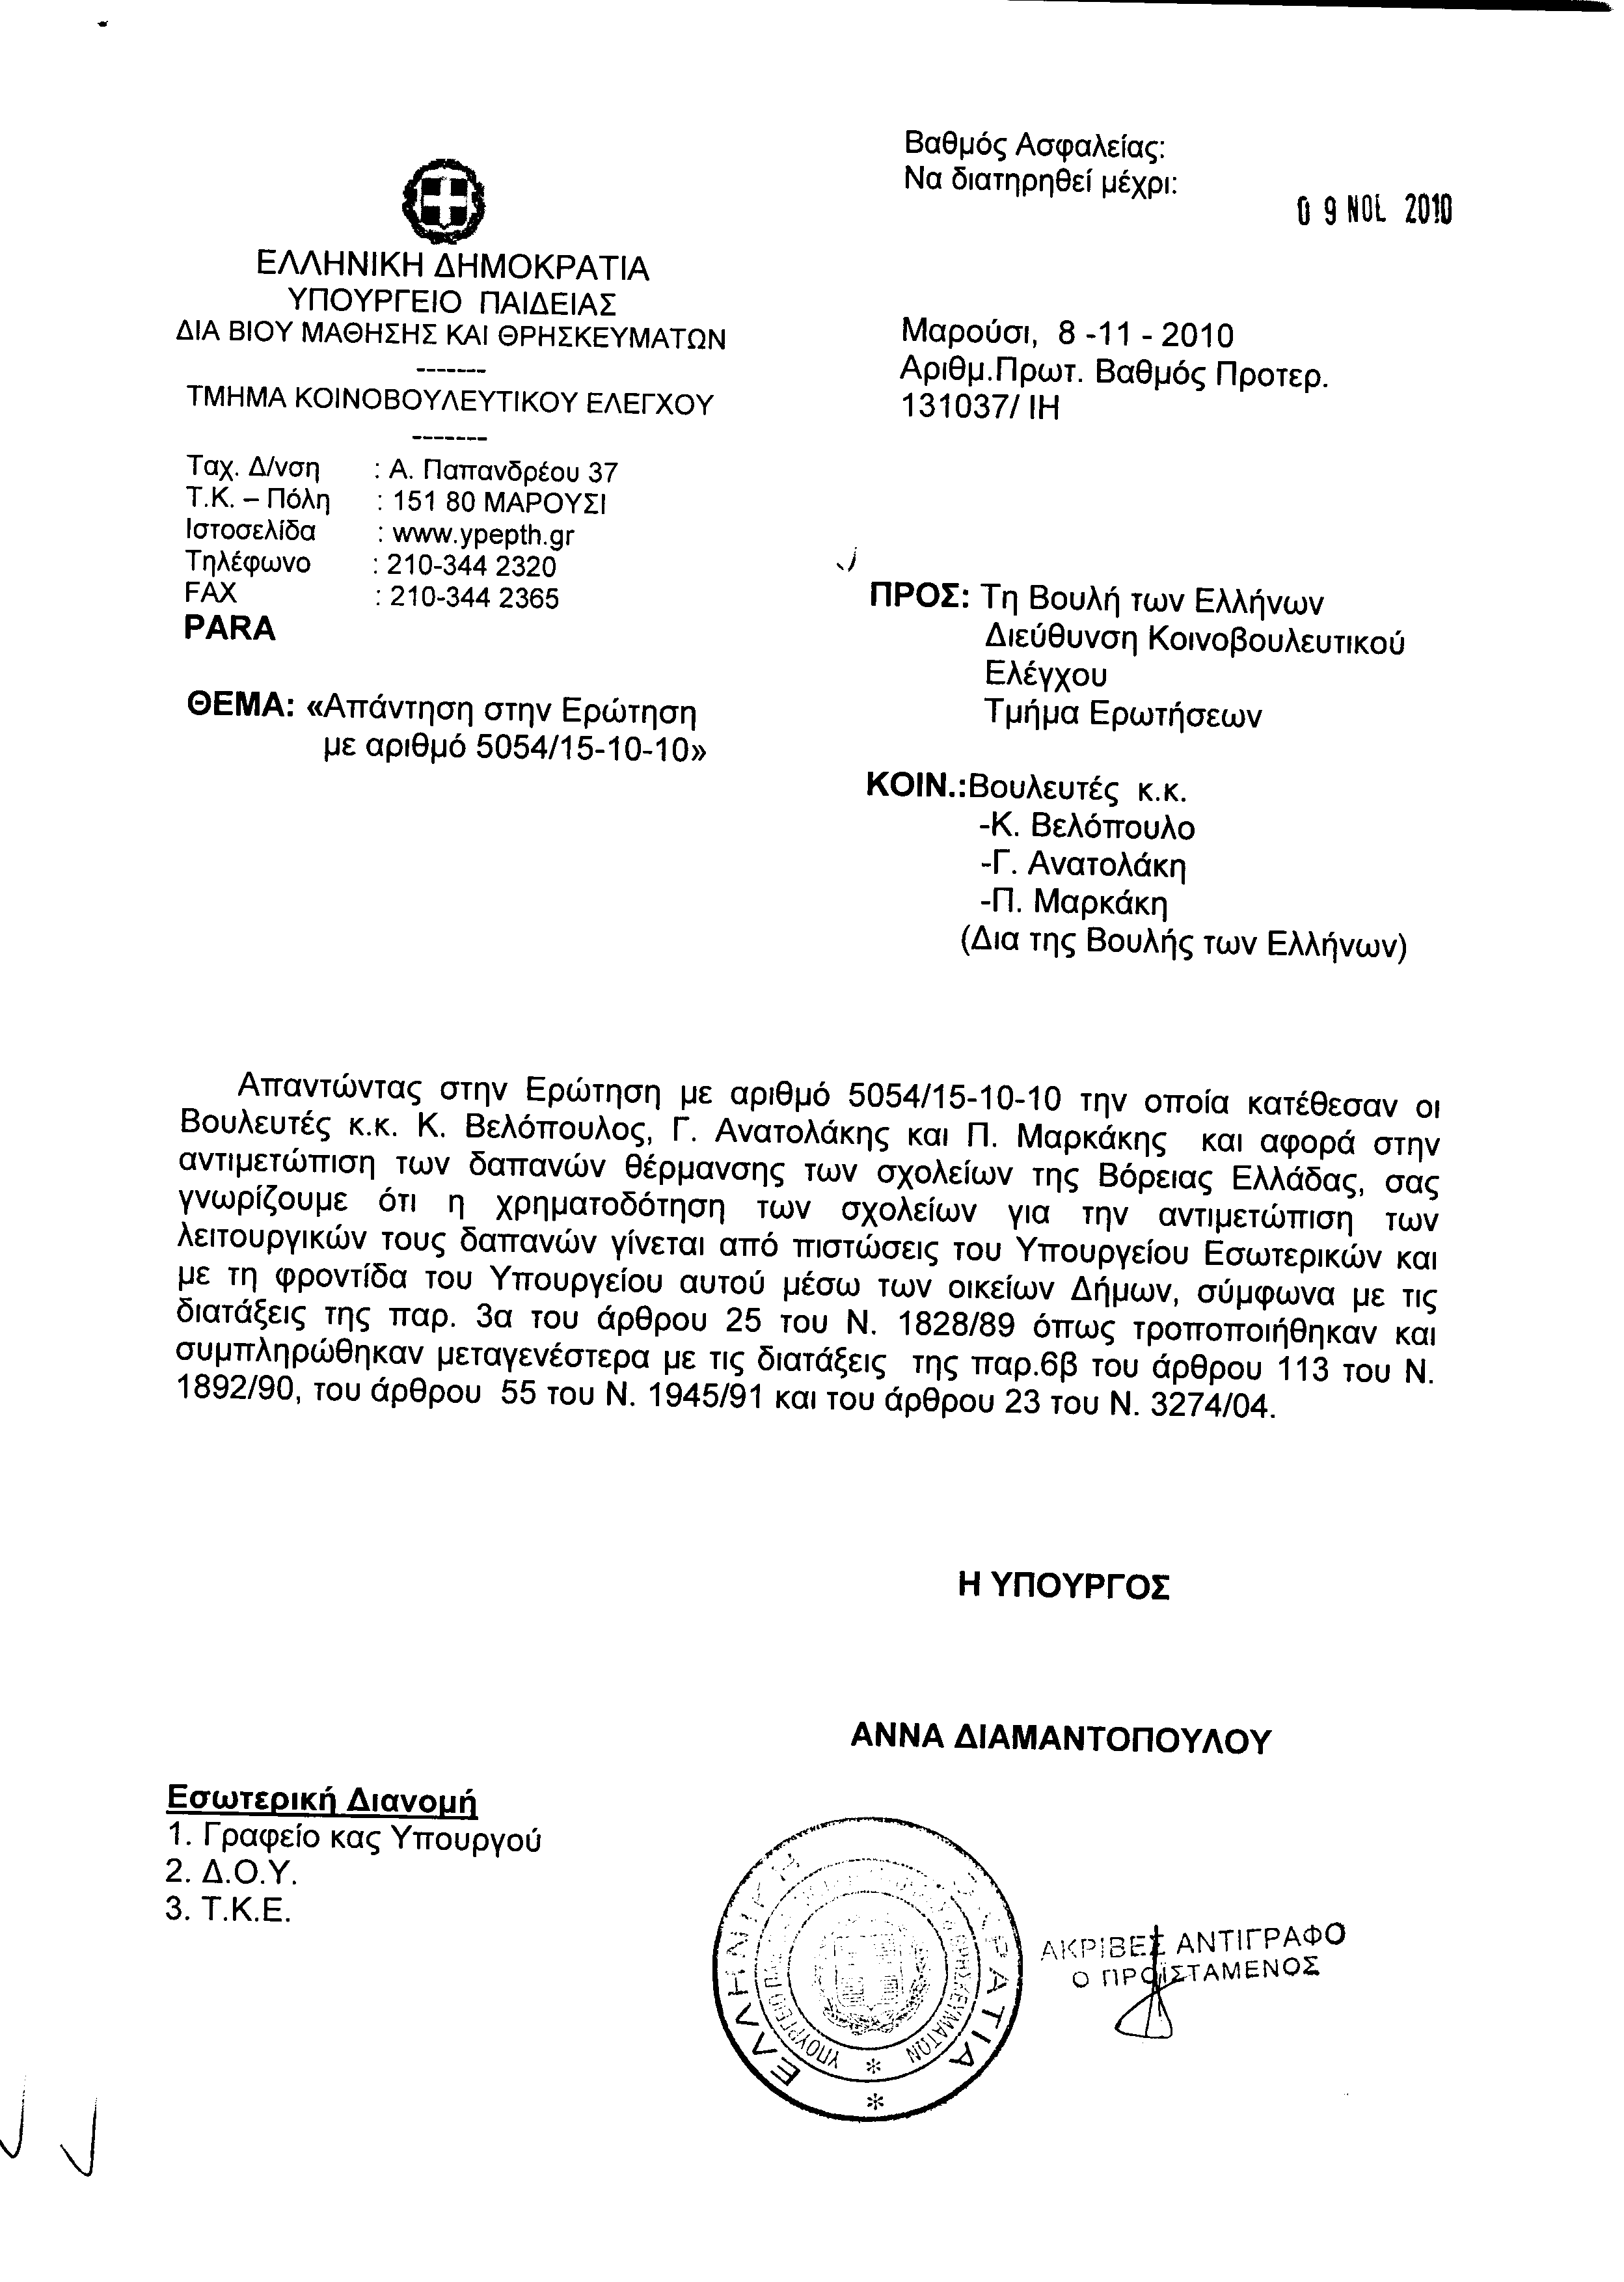 Βαθμός Ασφαλείας:
Να διατηρηθεί μέχρι:
09 ΝΟΕ 2010
ΕΛΛΗΝΙΚΗ ΔΗΜΟΚΡΑΤΙΑ
ΥΠΟΥΡΓΕΙΟ ΠΑΙΔΕΙΑΣ
ΔΙΑ ΒΙΟΥ ΜΑΘΗΣΗΣ ΚΑΙ ΘΡΗΣΚΕΥΜΑΤΩΝ
-------
ΤΜΗΜΑ ΚΟΙΝΟΒΟΥΛΕΥΤΙΚΟΥ ΕΛΕΓΧΟΥ
-------
Μαρούσι, 8 -11 - 2010
Αριθμ.Πρωτ. Βαθμός Προτερ.
131037/ ΙΗ
Ταχ. Δ/νση : Α. Παπανδρέου 37
Τ.Κ. – Πόλη : 151 80 ΜΑΡΟΥΣΙ
Ιστοσελίδα : www.ypepth.gr
Τηλέφωνο : 210-344 2320
FAX : 210-344 2365
PARA
ΘΕΜΑ: «Απάντηση στην Ερώτηση
με αριθμό 5054/15-10-10»
ΠΡΟΣ: Τη Βουλή των Ελλήνων
Διεύθυνση Κοινοβουλευτικού
Ελέγχου
Τμήμα Ερωτήσεων
ΚΟΙΝ.:Βουλευτές κ.κ.
-Κ. Βελόπουλο
-Γ. Ανατολάκη
-Π. Μαρκάκη
(Δια της Βουλής των Ελλήνων)
Απαντώντας στην Ερώτηση με αριθμό 5054/15-10-10 την οποία κατέθεσαν οι
Βουλευτές κ.κ. Κ. Βελόπουλος, Γ. Ανατολάκης και Π. Μαρκάκης και αφορά στην
αντιμετώπιση των δαπανών θέρμανσης των σχολείων της Βόρειας Ελλάδας, σας
γνωρίζουμε ότι η χρηματοδότηση των σχολείων για την αντιμετώπιση των
λειτουργικών τους δαπανών γίνεται από πιστώσεις του Υπουργείου Εσωτερικών και
με τη φροντίδα του Υπουργείου αυτού μέσω των οικείων Δήμων, σύμφωνα με τις
διατάξεις της παρ. 3α του άρθρου 25 του Ν. 1828/89 όπως τροποποιήθηκαν και
συμπληρώθηκαν μεταγενέστερα με τις διατάξεις της παρ.6β του άρθρου 113 του Ν.
1892/90, του άρθρου 55 του Ν. 1945/91 και του άρθρου 23 του Ν. 3274/04.
Η ΥΠΟΥΡΓΟΣ
ΑΝΝΑ ΔΙΑΜΑΝΤΟΠΟΥΛΟΥ
Εσωτερική Διανομή
1. Γραφείο κας Υπουργού
2. Δ.Ο.Υ.
3. Τ.Κ.Ε.
ΕΛΛΗΝΙΚΗ
ΥΠΟΥΡΓΕΙΟ
ΘΡΗΣΚΕΥΜΑΤΩΝ
ΑΚΡΙΒΕΣ ΑΝΤΙΓΡΑΦΟ
Ο ΠΡΟΪΣΤΑΜΕΝΟΣ